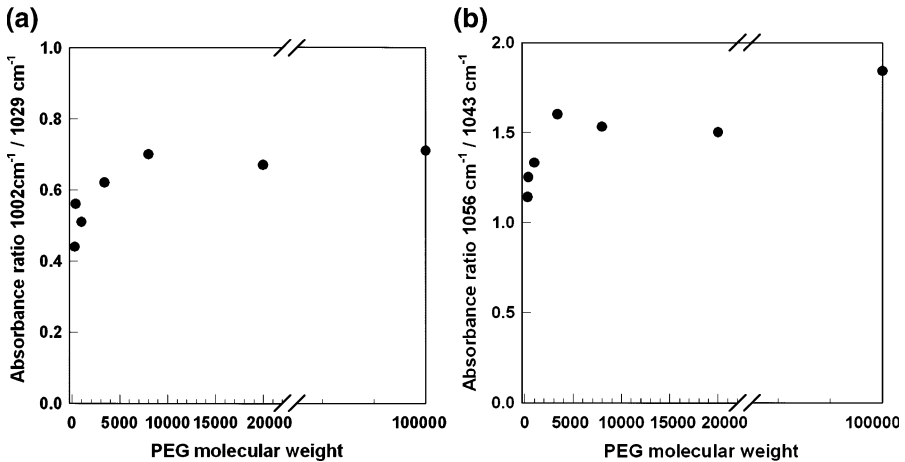 (a)
Absorbance ratio 1002cm⁻¹ / 1029 cm⁻¹
1.0
0.8
0.6
0.4
0.2
0.0
0 5000 10000 15000 20000 100000
PEG molecular weight
(b)
Absorbance ratio 1056 cm⁻¹ / 1043 cm⁻¹
2.0
1.5
1.0
0.5
0.0
0 5000 10000 15000 20000 100000
PEG molecular weight